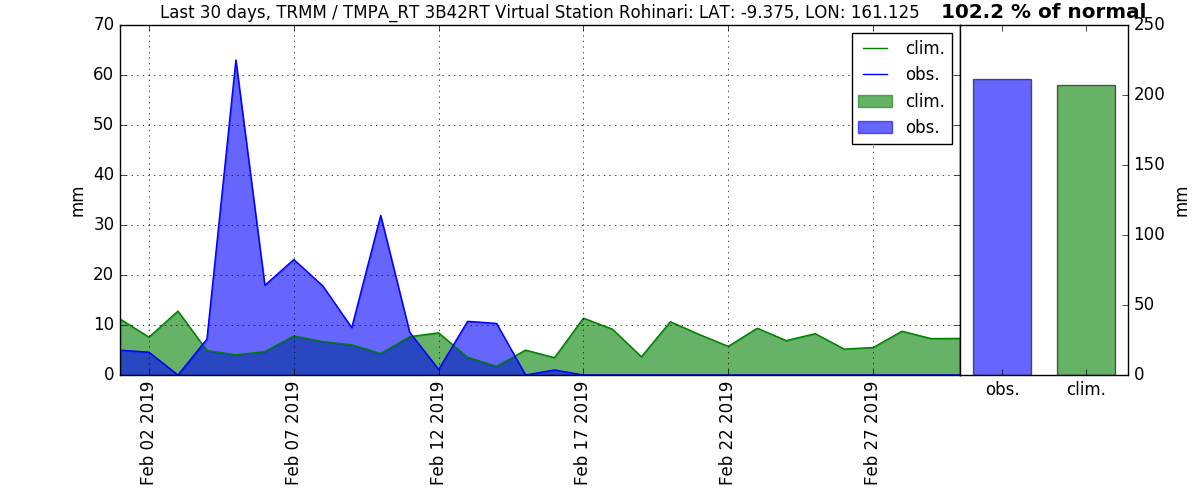 Last 30 days, TRMM / TMPA_RT 3B42RT Virtual Station Rohinari: LAT: -9.375, LON: 161.125
102.2 % of normal
70
60
50
40
30
20
10
0
mm
clim.
obs.
clim.
obs.
Feb 02 2019
Feb 07 2019
Feb 12 2019
Feb 17 2019
Feb 22 2019
Feb 27 2019
250
200
150
100
50
0
mm
obs.
clim.